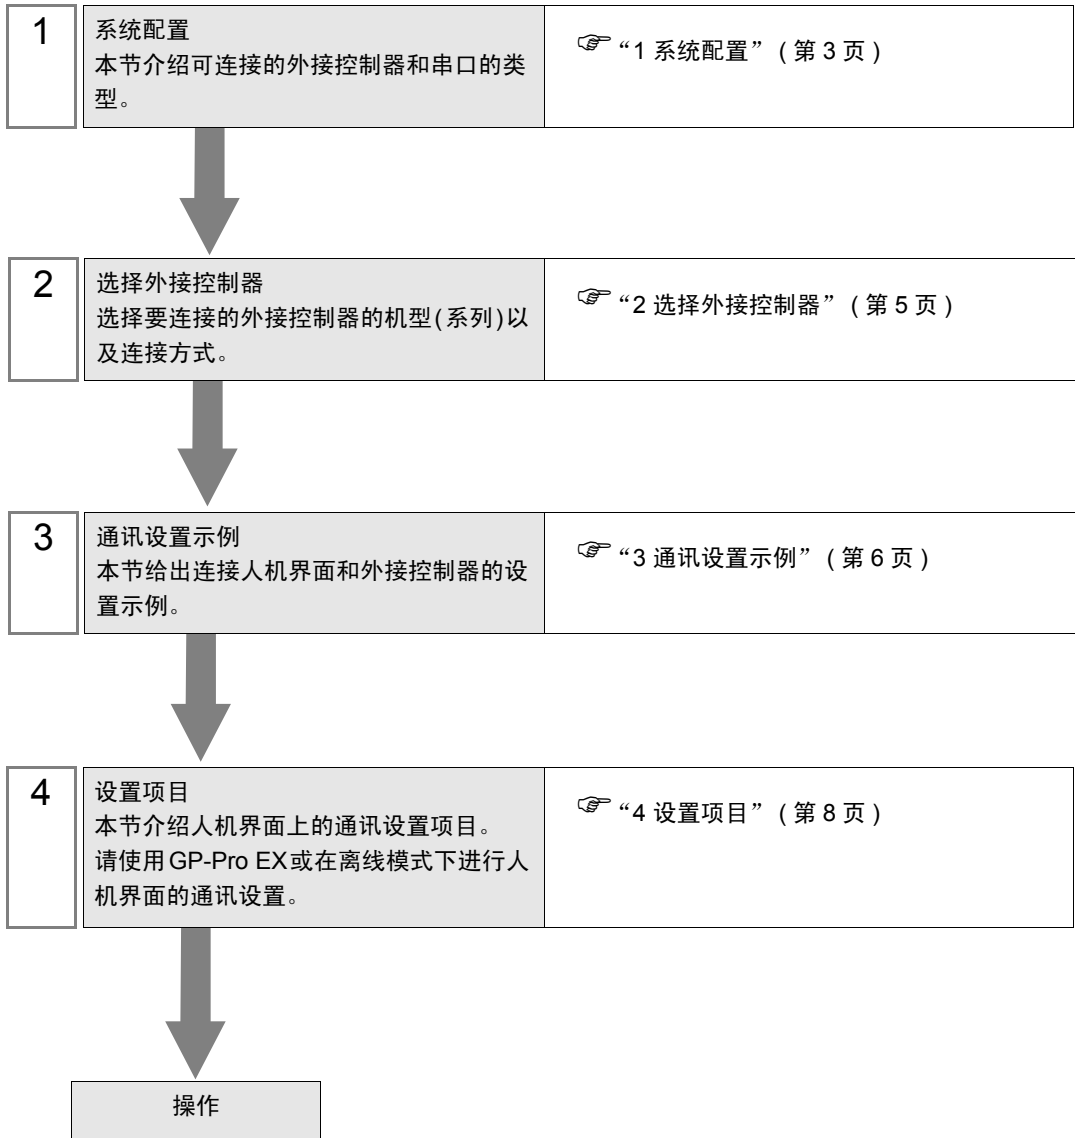 1
系统配置
本节介绍可连接的外接控制器和串口的类
型。
“1 系统配置” ( 第 3 页 )
2
选择外接控制器
选择要连接的外接控制器的机型(系列)以
及连接方式。
“2 选择外接控制器” ( 第 5 页 )
3
通讯设置示例
本节给出连接人机界面和外接控制器的设
置示例。
“3 通讯设置示例” ( 第 6 页 )
4
设置项目
本节介绍人机界面上的通讯设置项目。
请使用GP-Pro EX或在离线模式下进行人
机界面的通讯设置。
“4 设置项目” ( 第 8 页 )
操作